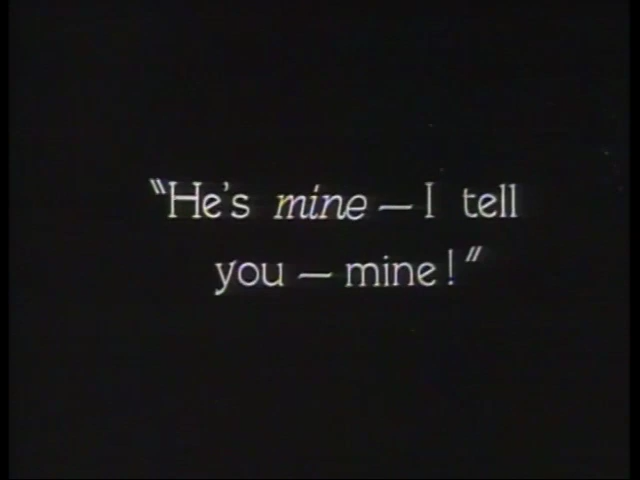 "He's mine — I tell
you — mine!"